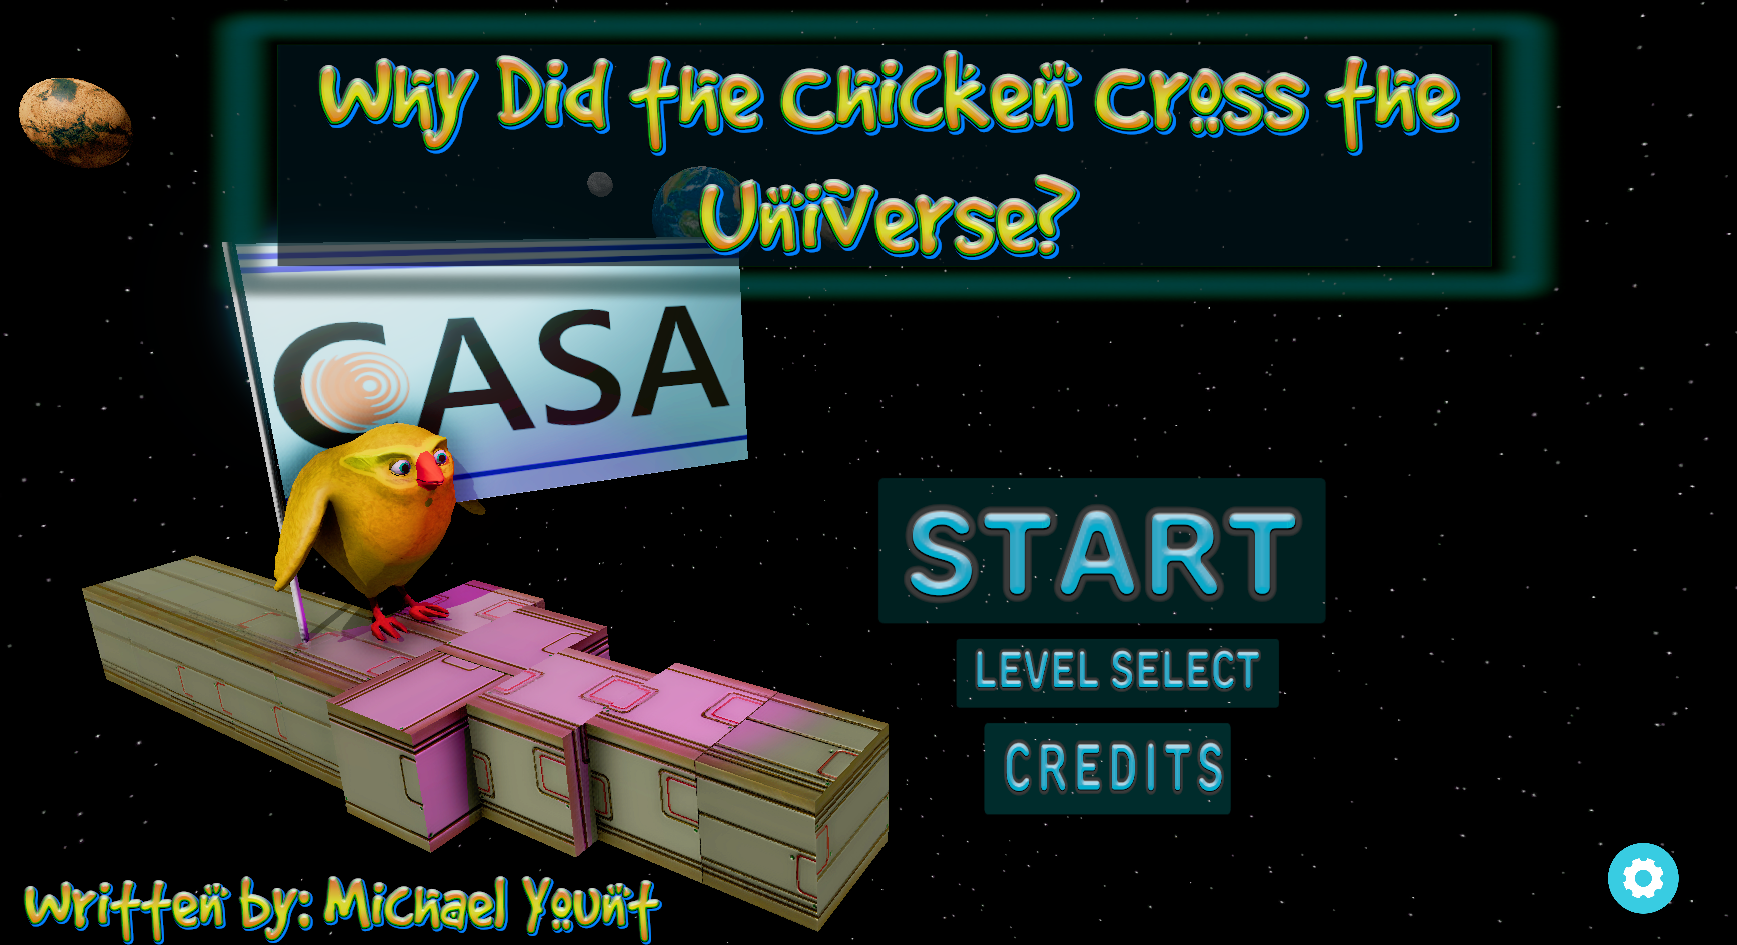 Why Did the Chicken Cross the
Universe?
CASA
START
LEVEL SELECT
CREDITS
Written by: Michael Yount